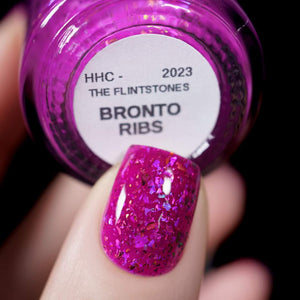 HHC - 2023
THE FLINTSTONES
BRONTO
RIBS